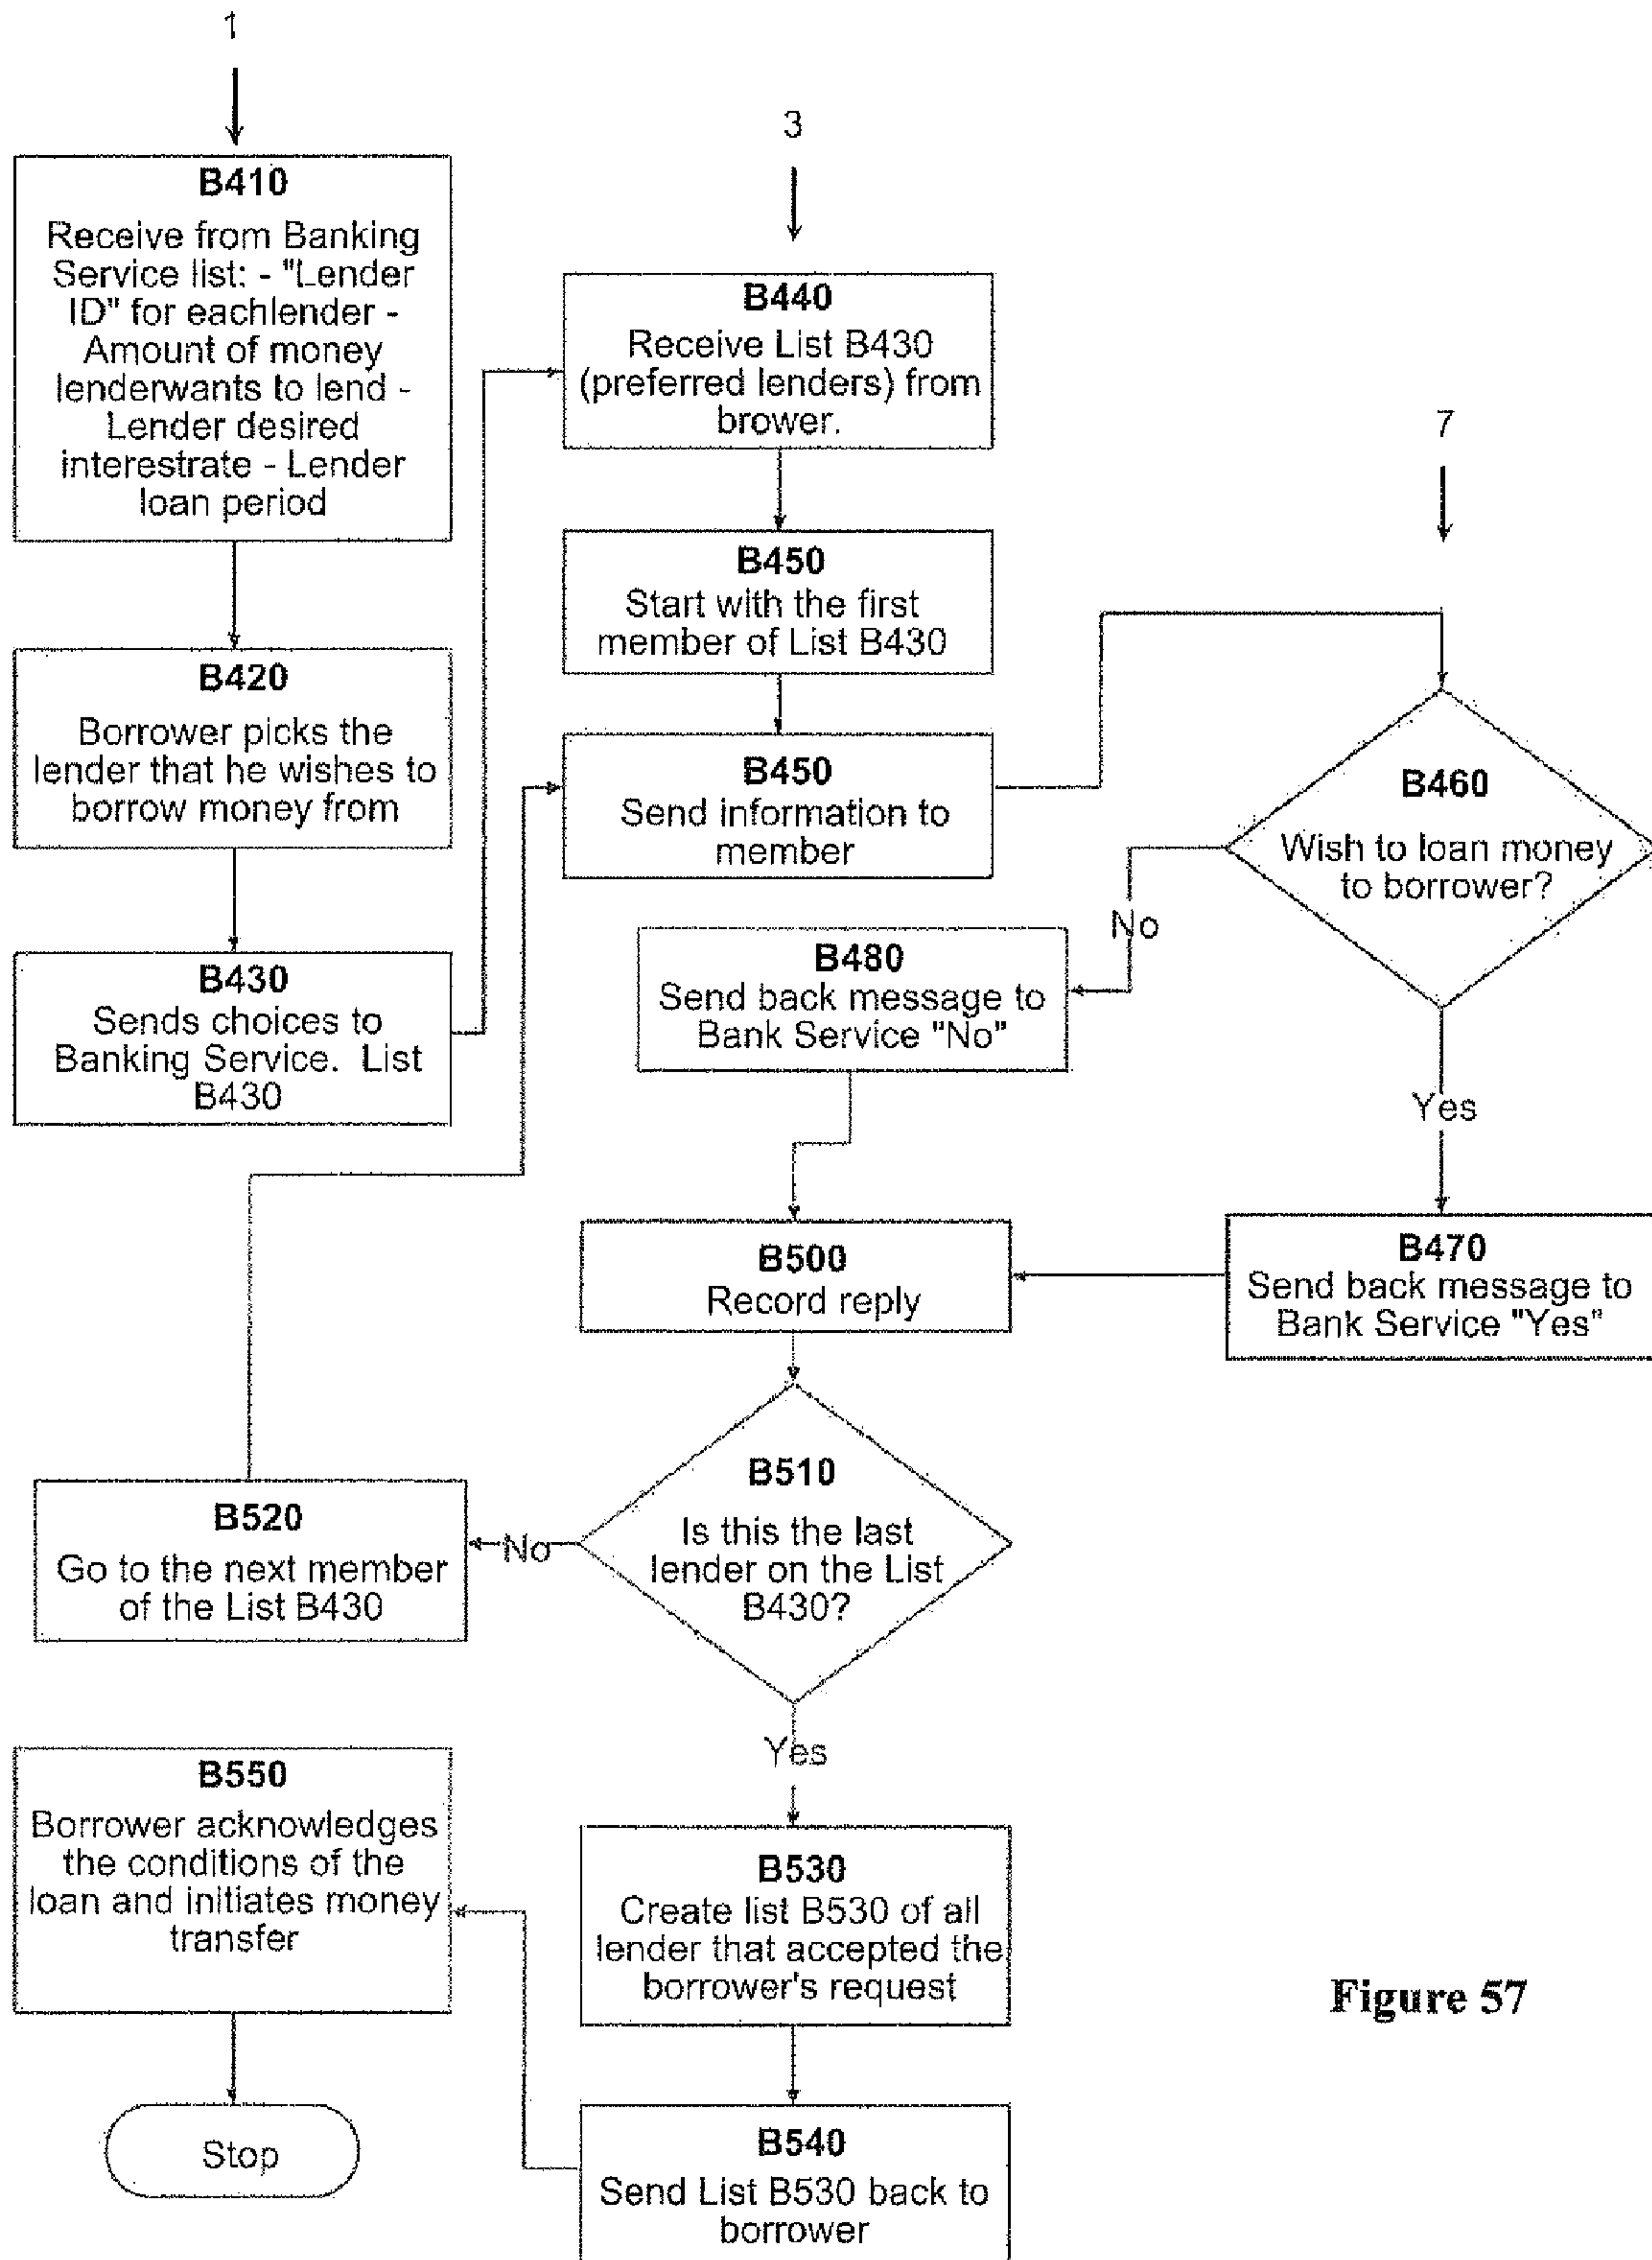 1
B410
Receive from Banking
Service list: - "Lender
ID" for eachlender -
Amount of money
lenderwants to lend -
Lender desired
interestrate - Lender
loan period
B420
Borrower picks the
lender that he wishes to
borrow money from
B430
Sends choices to
Banking Service. List
B430
3
B440
Receive List B430
(preferred lenders) from
brower.
B450
Start with the first
member of List B430
B450
Send information to
member
7
B460
Wish to loan money
to borrower?
No
Yes
B480
Send back message to
Bank Service "No"
B470
Send back message to
Bank Service "Yes"
B500
Record reply
B510
Is this the last
lender on the List
B430?
No
Yes
B520
Go to the next member
of the List B430
B530
Create list B530 of all
lender that accepted the
borrower's request
B540
Send List B530 back to
borrower
B550
Borrower acknowledges
the conditions of the
loan and initiates money
transfer
Stop
Figure 57